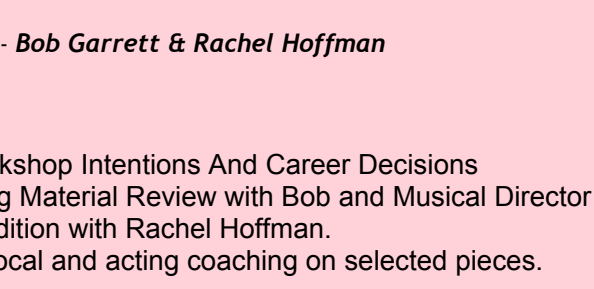 - Bob Garrett & Rachel Hoffman
kshop Intentions And Career Decisions
g Material Review with Bob and Musical Director
dition with Rachel Hoffman.
ocal and acting coaching on selected pieces.